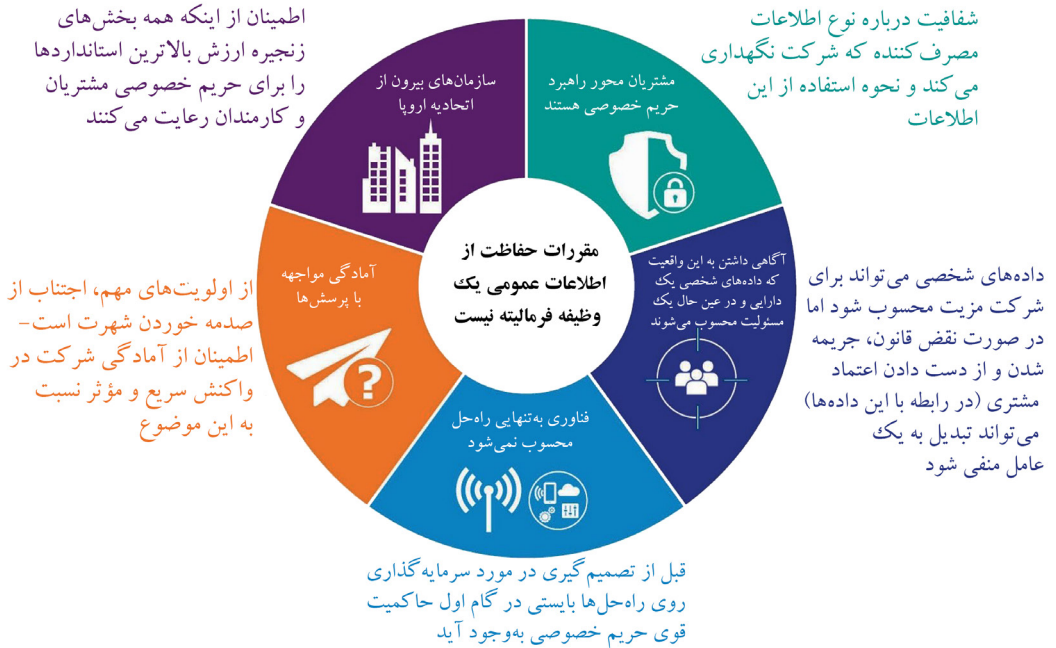 اطمینان از اینکه همه بخش‌های
زنجیره ارزش بالاترین استانداردها
را برای حریم خصوصی مشتریان
و کارمندان رعایت می‌کنند
شفافیت درباره نوع اطلاعات
مصرف‌کننده که شرکت نگهداری
می‌کند و نحوه استفاده از این
اطلاعات
سازمان‌های بیرون از
اتحادیه اروپا
مشتریان محور راهبرد
حریم خصوصی هستند
مقررات حفاظت از
اطلاعات عمومی یک
وظیفه فرمالیته نیست
آگاهی داشتن به این واقعیت
که داده‌های شخصی یک
دارایی و در عین حال یک
مسئولیت محسوب می‌شوند
داده‌های شخصی می‌تواند برای
شرکت مزیت محسوب شود اما
در صورت نقض قانون، جریمه
شدن و از دست دادن اعتماد
مشتری (در رابطه با این داده‌ها)
می‌تواند تبدیل به یک
عامل منفی شود
آمادگی مواجهه
با پرسش‌ها
از اولویت‌های مهم، اجتناب از
صدمه خوردن شهرت است-
اطمینان از آمادگی شرکت در
واکنش سریع و مؤثر نسبت
به این موضوع
فناوری به‌تنهایی راه‌حل
محسوب نمی‌شود
قبل از تصمیم‌گیری در مورد سرمایه‌گذاری
روی راه‌حل‌ها بایستی در گام اول حاکمیت
قوی حریم خصوصی به‌وجود آید